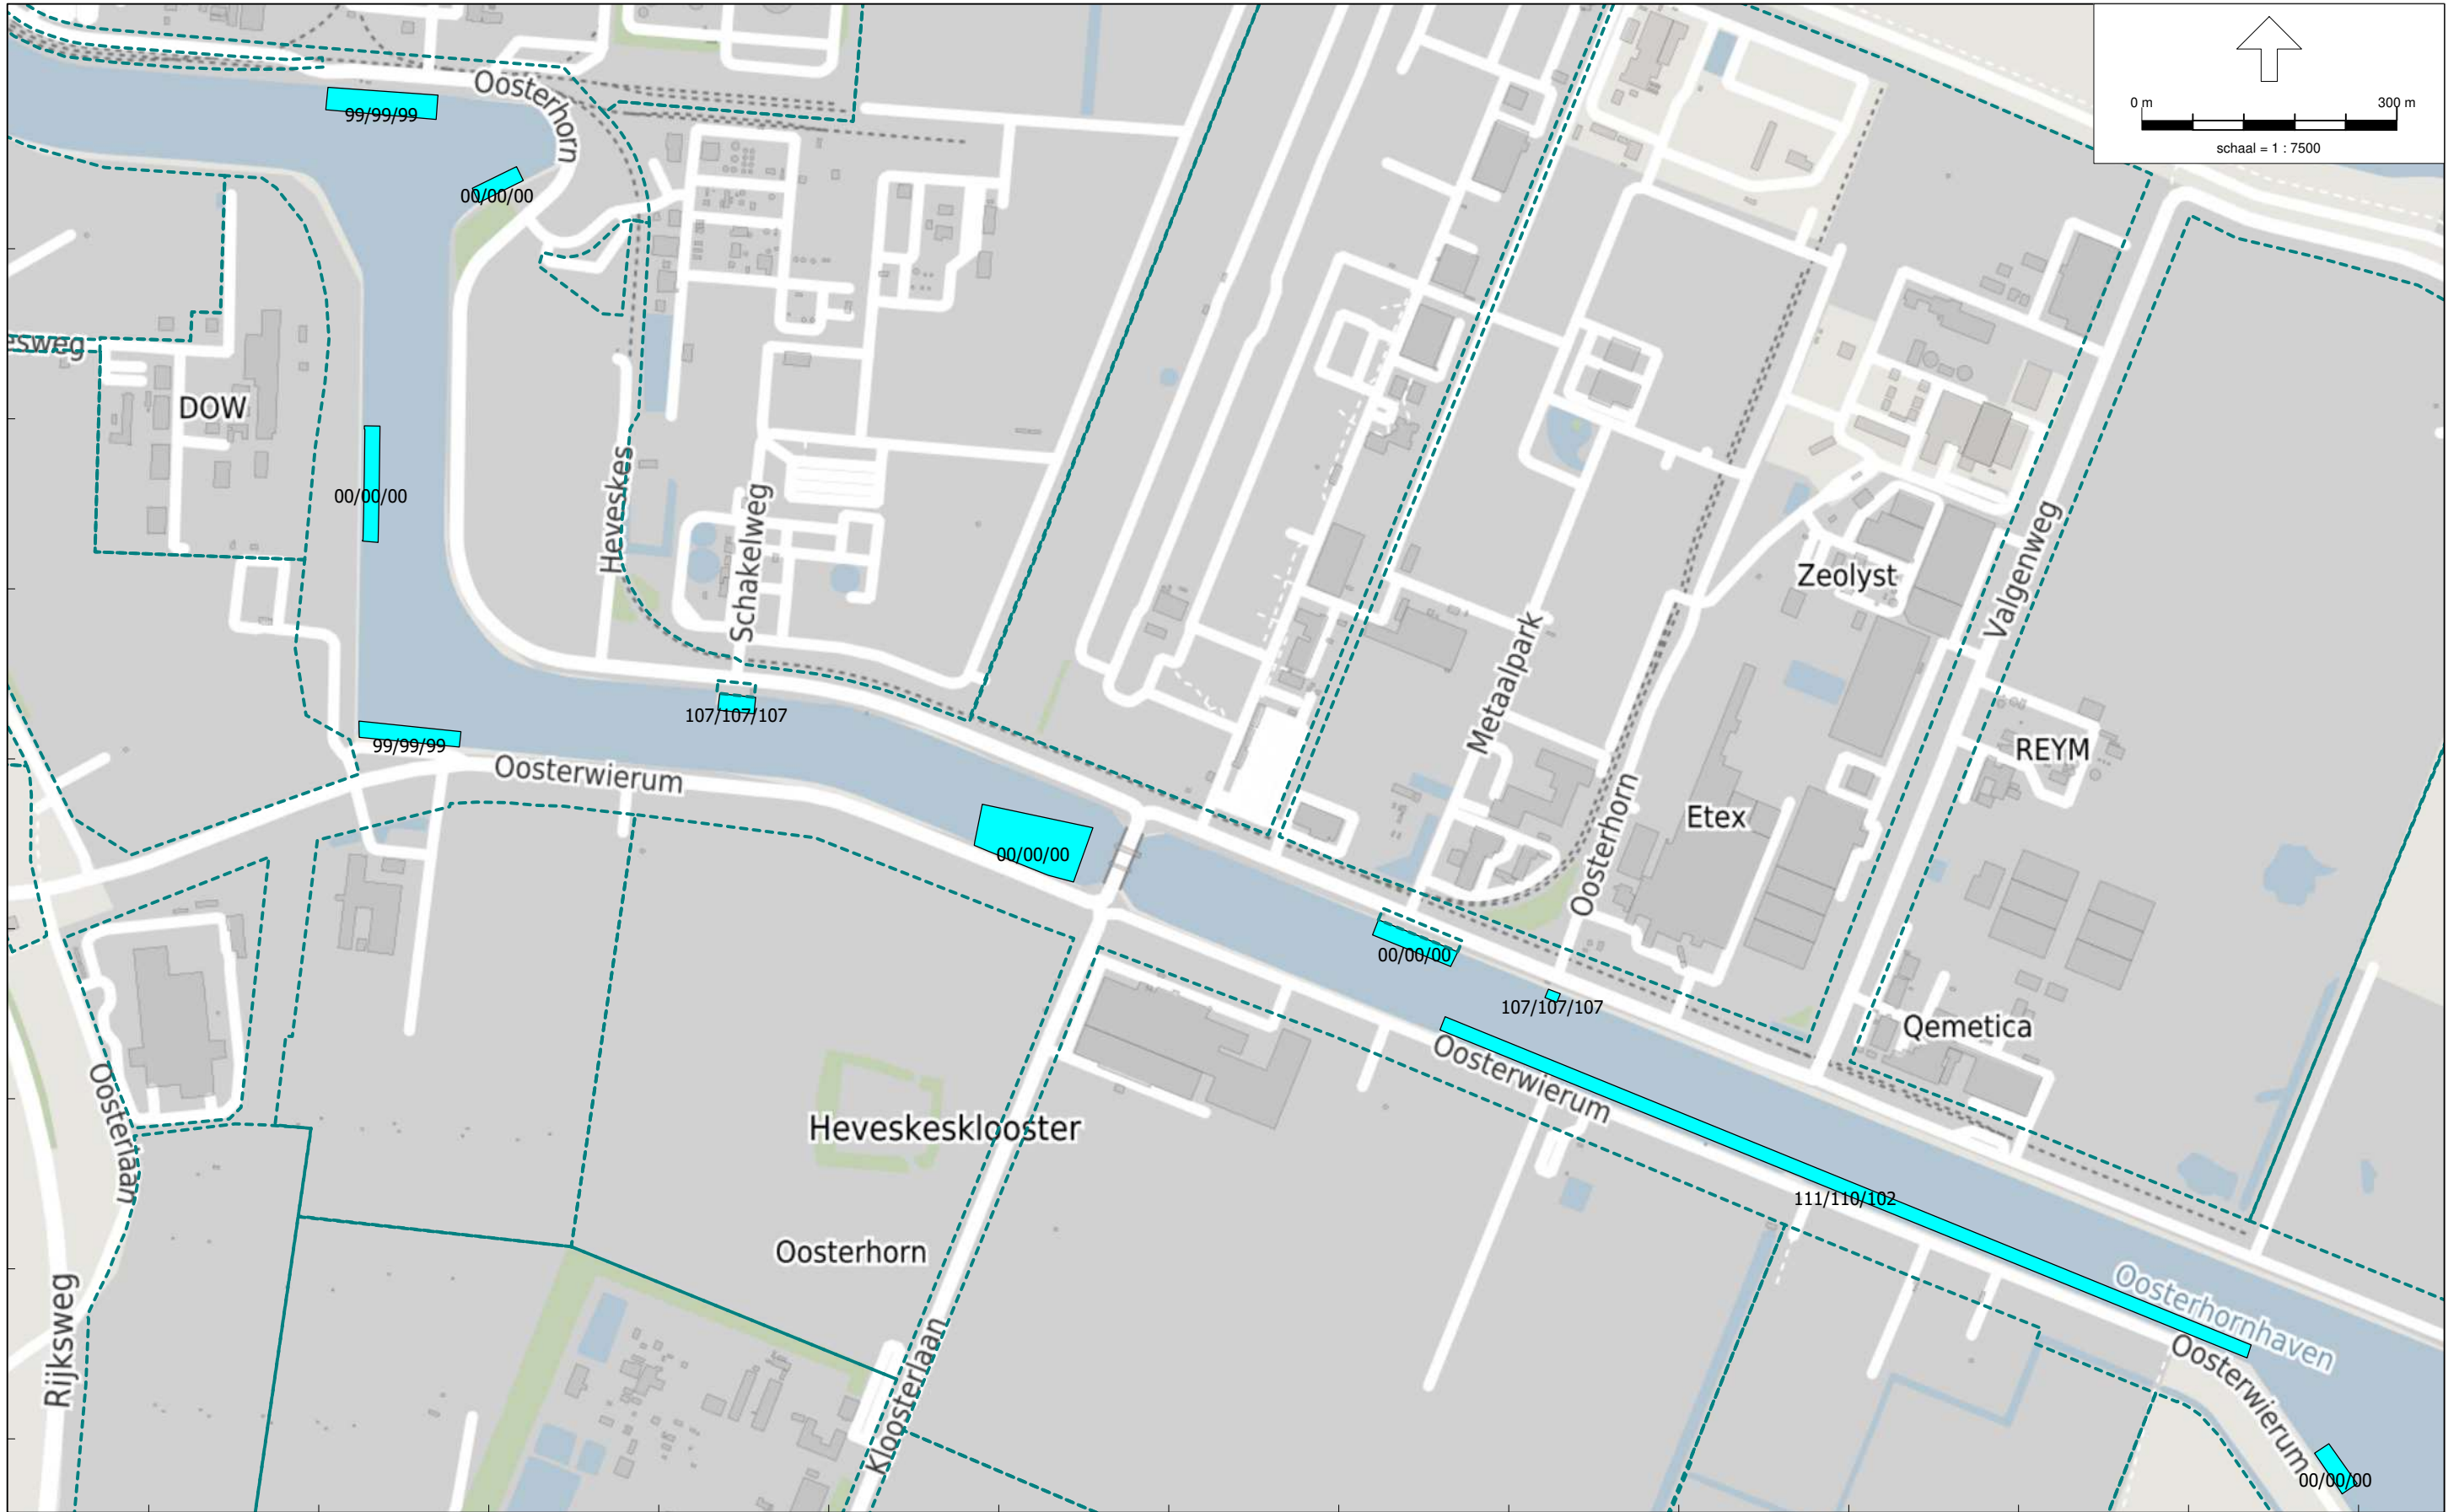 0 m 300 m
schaal = 1 : 7500
Oosterhorn
99/99/99
00/00/00
esweg
DOW
Heveskes
00/00/00
Schakelweg
Zeolyst
Valgenweg
Metaalpark
107/107/107
99/99/99
Oosterwierum
REYM
Oosterhorn
Etex
00/00/00
00/00/00
107/107/107
Qemetica
Oosterwierum
Oosterlaan
Heveskesklooster
111/110/102
Oosterhorn
Oosterhornhaven
Rijksweg
Kloosterlaan
Oosterwierum
00/00/00